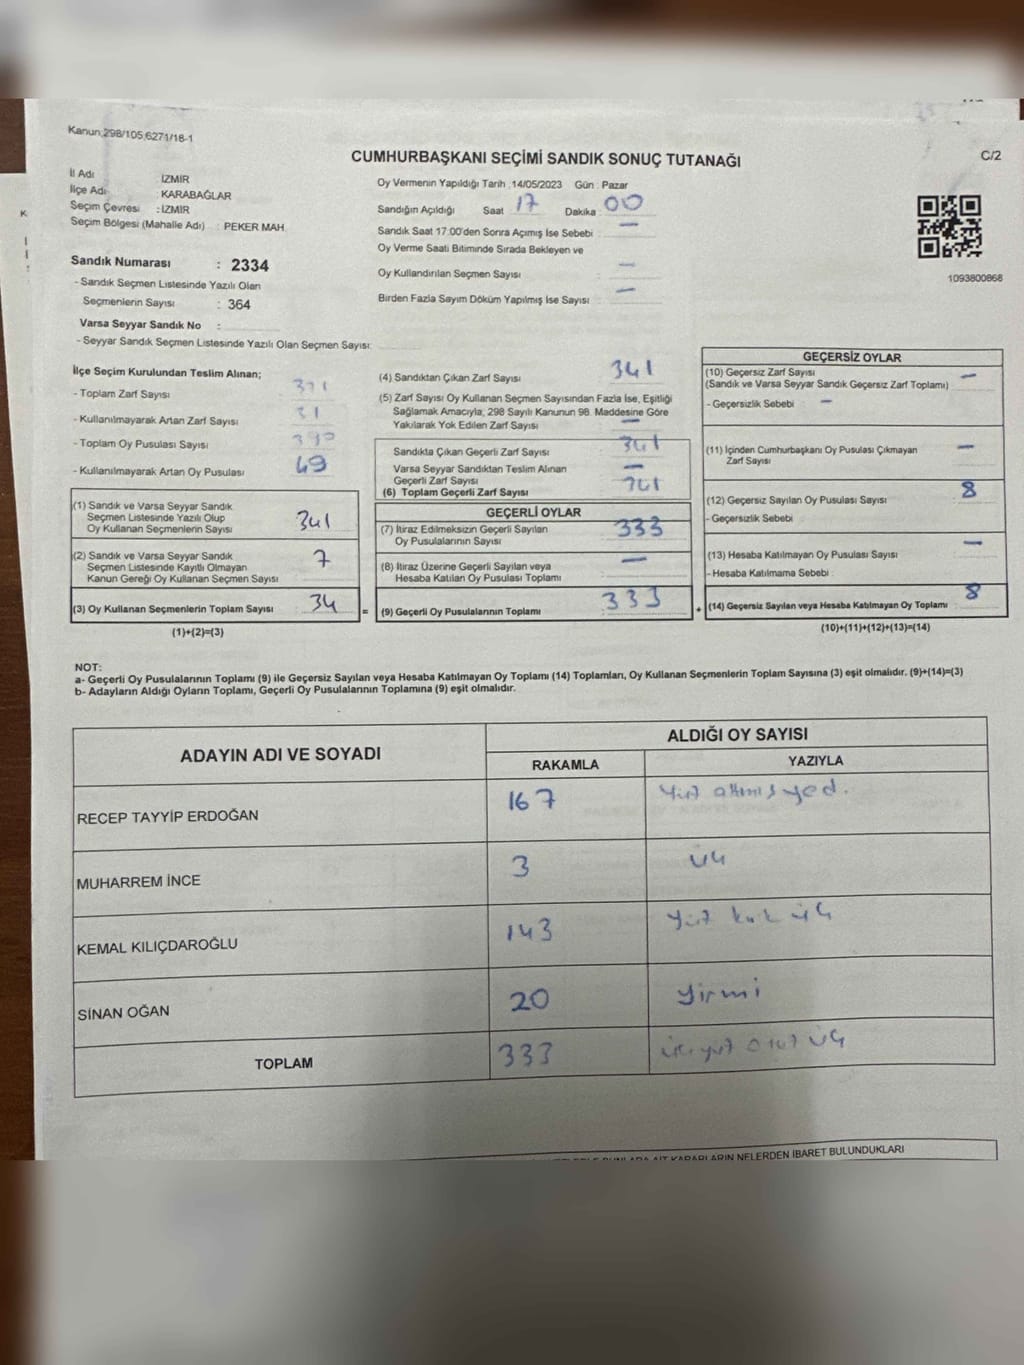 Kanun:298/105,6271/18-1
CUMHURBAŞKANI SEÇİMİ SANDIK SONUÇ TUTANAĞI
C/2
İl Adı : İZMİR
İlçe Adı : KARABAĞLAR
Seçim Çevresi : İZMİR
Seçim Bölgesi (Mahalle Adı) : PEKER MAH
Oy Vermenin Yapıldığı Tarih :14/05/2023 Gün : Pazar
Sandığın Açıldığı Saat 17 Dakika 00
Sandık Saat 17:00'den Sonra Açımış İse Sebebi : —
Oy Verme Saati Bitiminde Sırada Bekleyen ve
Oy Kullandırılan Seçmen Sayısı : —
Birden Fazla Sayım Döküm Yapılmış İse Sayısı : —
1093800868
Sandık Numarası : 2334
- Sandık Seçmen Listesinde Yazılı Olan
Seçmenlerin Sayısı : 364
Varsa Seyyar Sandık No :
- Seyyar Sandık Seçmen Listesinde Yazılı Olan Seçmen Sayısı:
İlçe Seçim Kurulundan Teslim Alınan;
- Toplam Zarf Sayısı
- Kullanılmayarak Artan Zarf Sayısı 31
- Toplam Oy Pusulası Sayısı
- Kullanılmayarak Artan Oy Pusulası 49
(1) Sandık ve Varsa Seyyar Sandık
Seçmen Listesinde Yazılı Olup
Oy Kullanan Seçmenlerin Sayısı 341
(2) Sandık ve Varsa Seyyar Sandık
Seçmen Listesinde Kayıtlı Olmayan
Kanun Gereği Oy Kullanan Seçmen Sayısı 7
(3) Oy Kullanan Seçmenlerin Toplam Sayısı 34 =
(1)+(2)=(3)
(4) Sandıktan Çıkan Zarf Sayısı 341
(5) Zarf Sayısı Oy Kullanan Seçmen Sayısından Fazla İse, Eşitliği
Sağlamak Amacıyla, 298 Sayılı Kanunun 98. Maddesine Göre
Yakılarak Yok Edilen Zarf Sayısı —
Sandıkta Çıkan Geçerli Zarf Sayısı 341
Varsa Seyyar Sandıktan Teslim Alınan
Geçerli Zarf Sayısı —
(6) Toplam Geçerli Zarf Sayısı
GEÇERLİ OYLAR
(7) İtiraz Edilmeksizin Geçerli Sayılan
Oy Pusulalarının Sayısı 333
(8) İtiraz Üzerine Geçerli Sayılan veya
Hesaba Katılan Oy Pusulası Toplamı —
(9) Geçerli Oy Pusulalarının Toplamı 333 +
GEÇERSİZ OYLAR
(10) Geçersiz Zarf Sayısı —
(Sandık ve Varsa Seyyar Sandık Geçersiz Zarf Toplamı)
- Geçersizlik Sebebi : —
(11) İçinden Cumhurbaşkanı Oy Pusulası Çıkmayan
Zarf Sayısı —
(12) Geçersiz Sayılan Oy Pusulası Sayısı 8
- Geçersizlik Sebebi :
(13) Hesaba Katılmayan Oy Pusulası Sayısı —
- Hesaba Katılmama Sebebi :
(14) Geçersiz Sayılan veya Hesaba Katılmayan Oy Toplamı 8
(10)+(11)+(12)+(13)=(14)
NOT:
a- Geçerli Oy Pusulalarının Toplamı (9) ile Geçersiz Sayılan veya Hesaba Katılmayan Oy Toplamı (14) Toplamları, Oy Kullanan Seçmenlerin Toplam Sayısına (3) eşit olmalıdır. (9)+(14)=(3)
b- Adayların Aldığı Oyların Toplamı, Geçerli Oy Pusulalarının Toplamına (9) eşit olmalıdır.
ADAYIN ADI VE SOYADI ALDIĞI OY SAYISI
RAKAMLA YAZIYLA
RECEP TAYYİP ERDOĞAN 167 yüz altmış yed.
MUHARREM İNCE 3 üç
KEMAL KILIÇDAROĞLU 143 yüz kırk üç
SİNAN OĞAN 20 yirmi
TOPLAM 333 üç yüz otuz üç
KARARLARIN NELERDEN İBARET BULUNDUKLARI